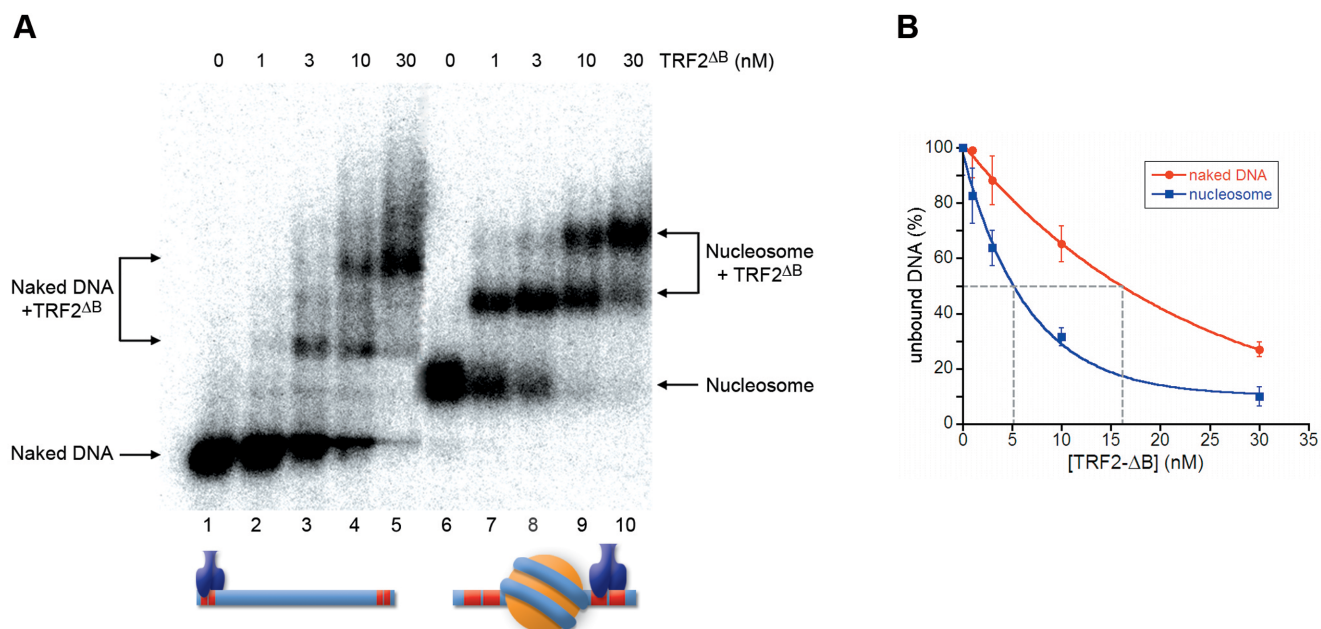 A
0 1 3 10 30 0 1 3 10 30 TRF2ΔB (nM)
Naked DNA
+TRF2ΔB
Naked DNA
Nucleosome
+ TRF2ΔB
Nucleosome
1 2 3 4 5 6 7 8 9 10
B
100
80
60
40
20
0
unbound DNA (%)
naked DNA
nucleosome
0 5 10 15 20 25 30 35
[TRF2-ΔB] (nM)